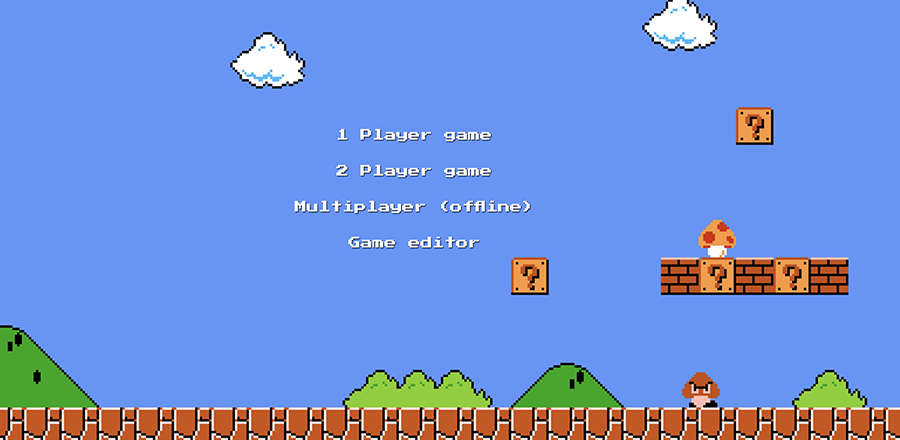 1 Player game
2 Player game
Multiplayer (offline)
Game editor
?
?
? ?